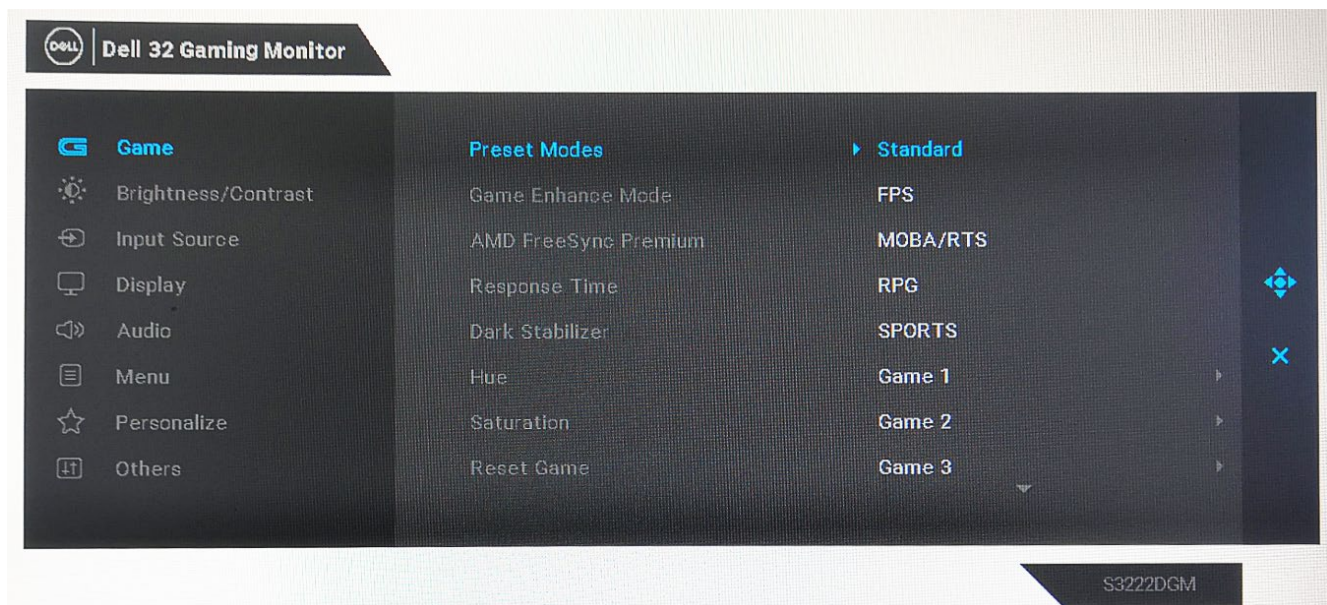 DELL Dell 32 Gaming Monitor
Game Preset Modes Standard
Brightness/Contrast Game Enhance Mode FPS
Input Source AMD FreeSync Premium MOBA/RTS
Display Response Time RPG
Audio Dark Stabilizer SPORTS
Menu Hue Game 1
Personalize Saturation Game 2
Others Reset Game Game 3
S3222DGM